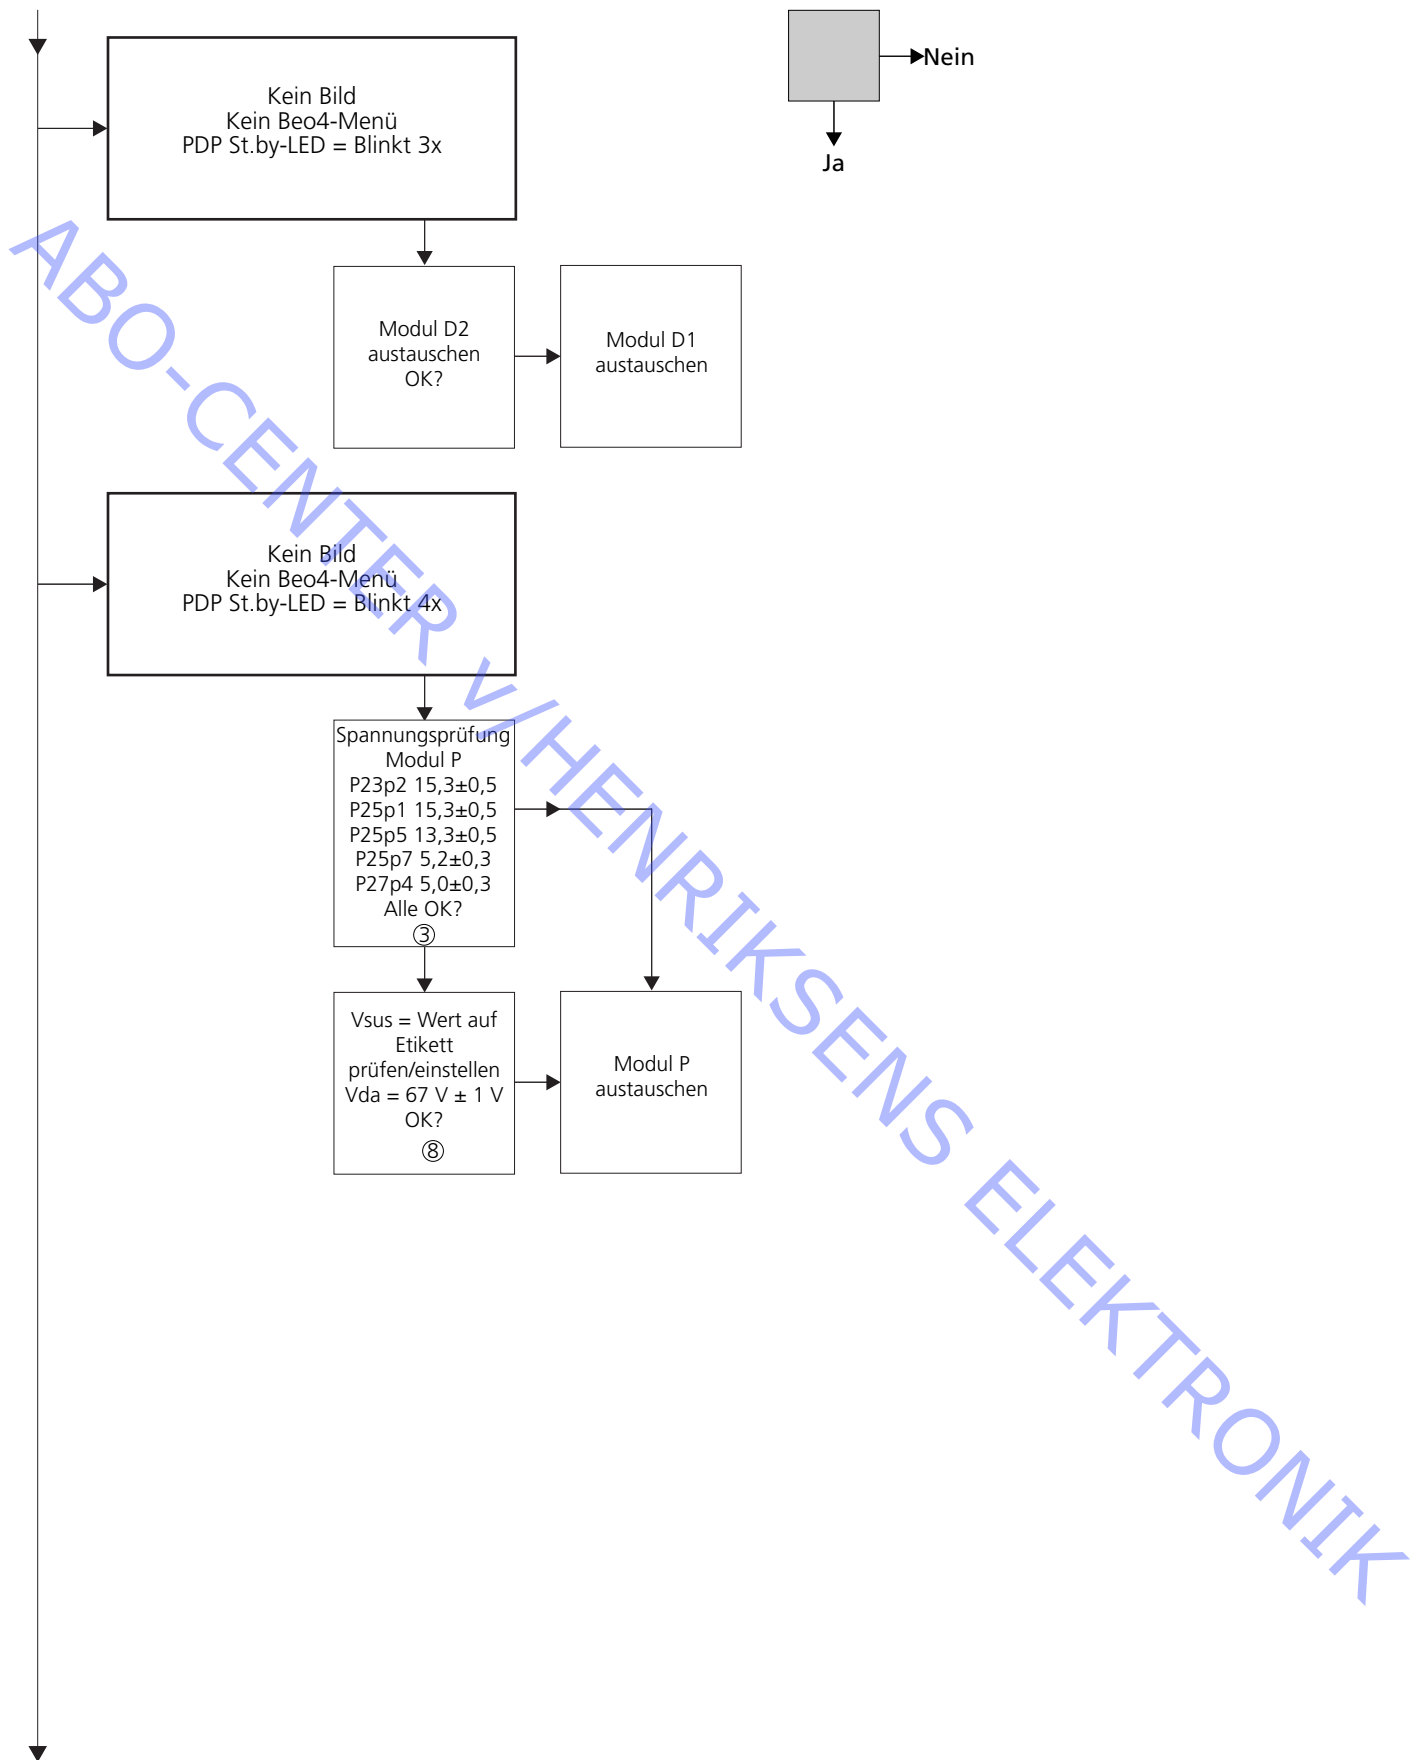 Kein Bild
Kein Beo4-Menü
PDP St.by-LED = Blinkt 3x
Nein
Ja
Modul D2
austauschen
OK?
Modul D1
austauschen
Kein Bild
Kein Beo4-Menü
PDP St.by-LED = Blinkt 4x
Spannungsprüfung
Modul P
P23p2 15,3±0,5
P25p1 15,3±0,5
P25p5 13,3±0,5
P25p7 5,2±0,3
P27p4 5,0±0,3
Alle OK?
③
Vsus = Wert auf
Etikett
prüfen/einstellen
Vda = 67 V ± 1 V
OK?
⑧
Modul P
austauschen
ABO-CENTER v/HENRIKSENS ELEKTRONIK